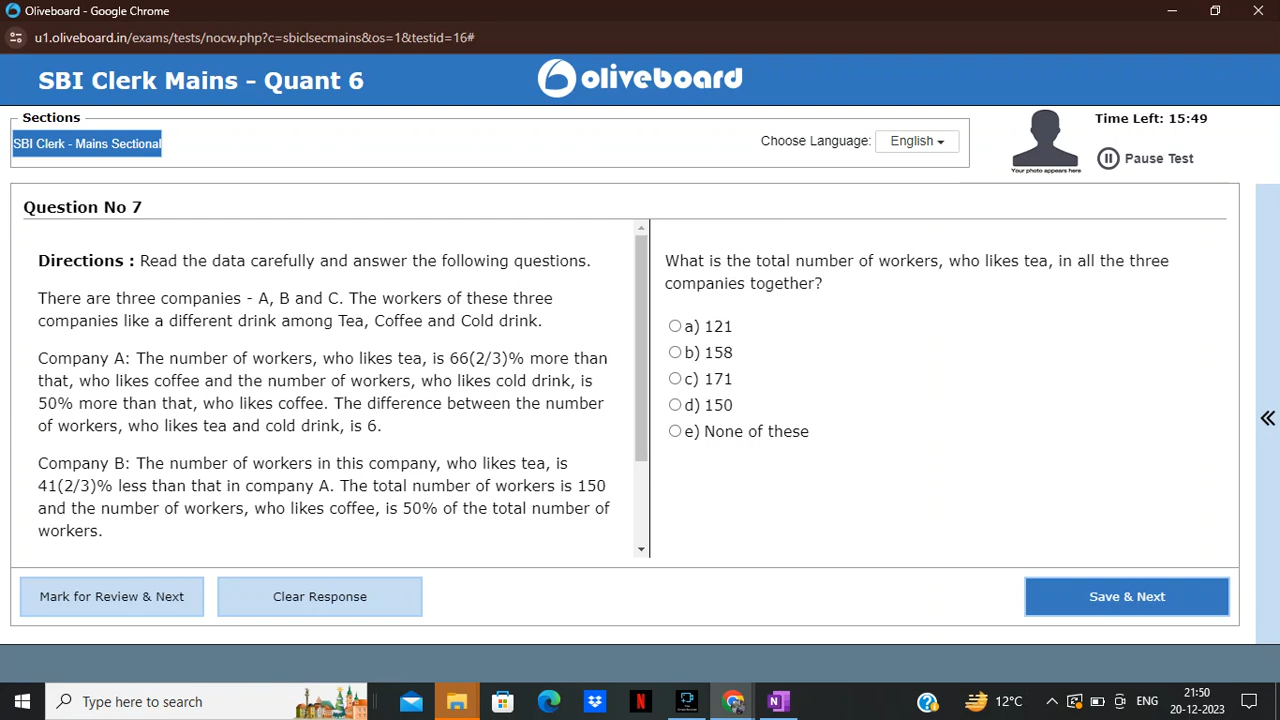 Oliveboard - Google Chrome
u1.oliveboard.in/exams/tests/nocw.php?c=sbiclsecmains&os=1&testid=16#
SBI Clerk Mains - Quant 6
oliveboard
Sections
SBI Clerk - Mains Sectional
Choose Language: English
Your photo appears here
Time Left: 15:49
Pause Test
Question No 7
Directions : Read the data carefully and answer the following questions.
There are three companies - A, B and C. The workers of these three
companies like a different drink among Tea, Coffee and Cold drink.
Company A: The number of workers, who likes tea, is 66(2/3)% more than
that, who likes coffee and the number of workers, who likes cold drink, is
50% more than that, who likes coffee. The difference between the number
of workers, who likes tea and cold drink, is 6.
Company B: The number of workers in this company, who likes tea, is
41(2/3)% less than that in company A. The total number of workers is 150
and the number of workers, who likes coffee, is 50% of the total number of
workers.
What is the total number of workers, who likes tea, in all the three
companies together?
a) 121
b) 158
c) 171
d) 150
e) None of these
Mark for Review & Next
Clear Response
Save & Next
Type here to search
12°C
ENG
21:50
20-12-2023